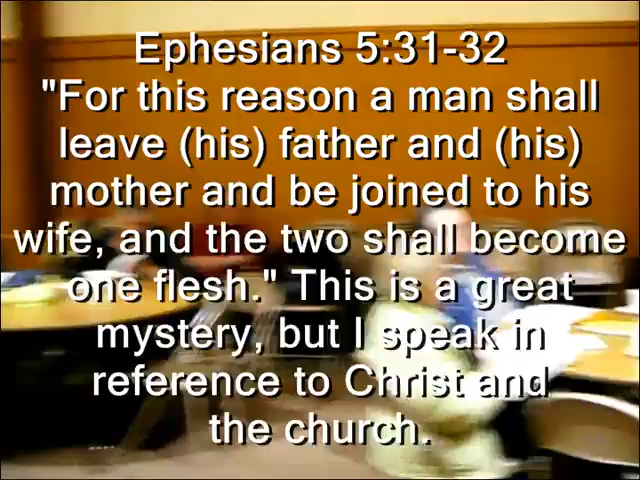 Ephesians 5:31-32
"For this reason a man shall
leave (his) father and (his)
mother and be joined to his
wife, and the two shall become
one flesh." This is a great
mystery, but I speak in
reference to Christ and
the church.